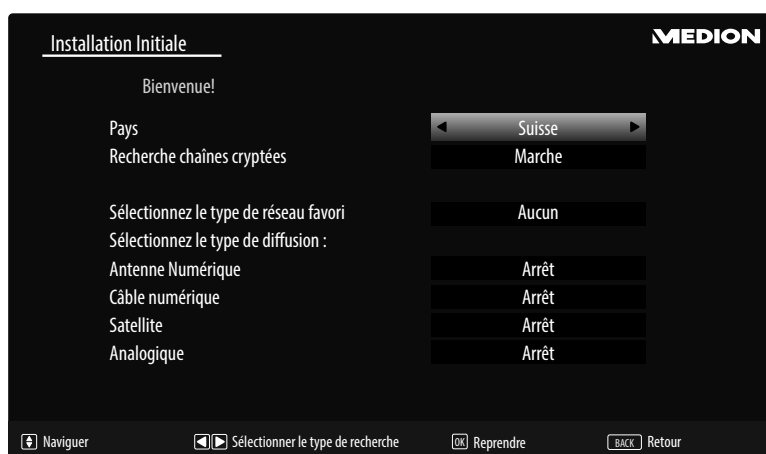 Installation Initiale
MEDION
Bienvenue!
Pays Suisse
Recherche chaînes cryptées Marche
Sélectionnez le type de réseau favori Aucun
Sélectionnez le type de diffusion :
Antenne Numérique Arrêt
Câble numérique Arrêt
Satellite Arrêt
Analogique Arrêt
Naviguer Sélectionner le type de recherche OK Reprendre BACK Retour